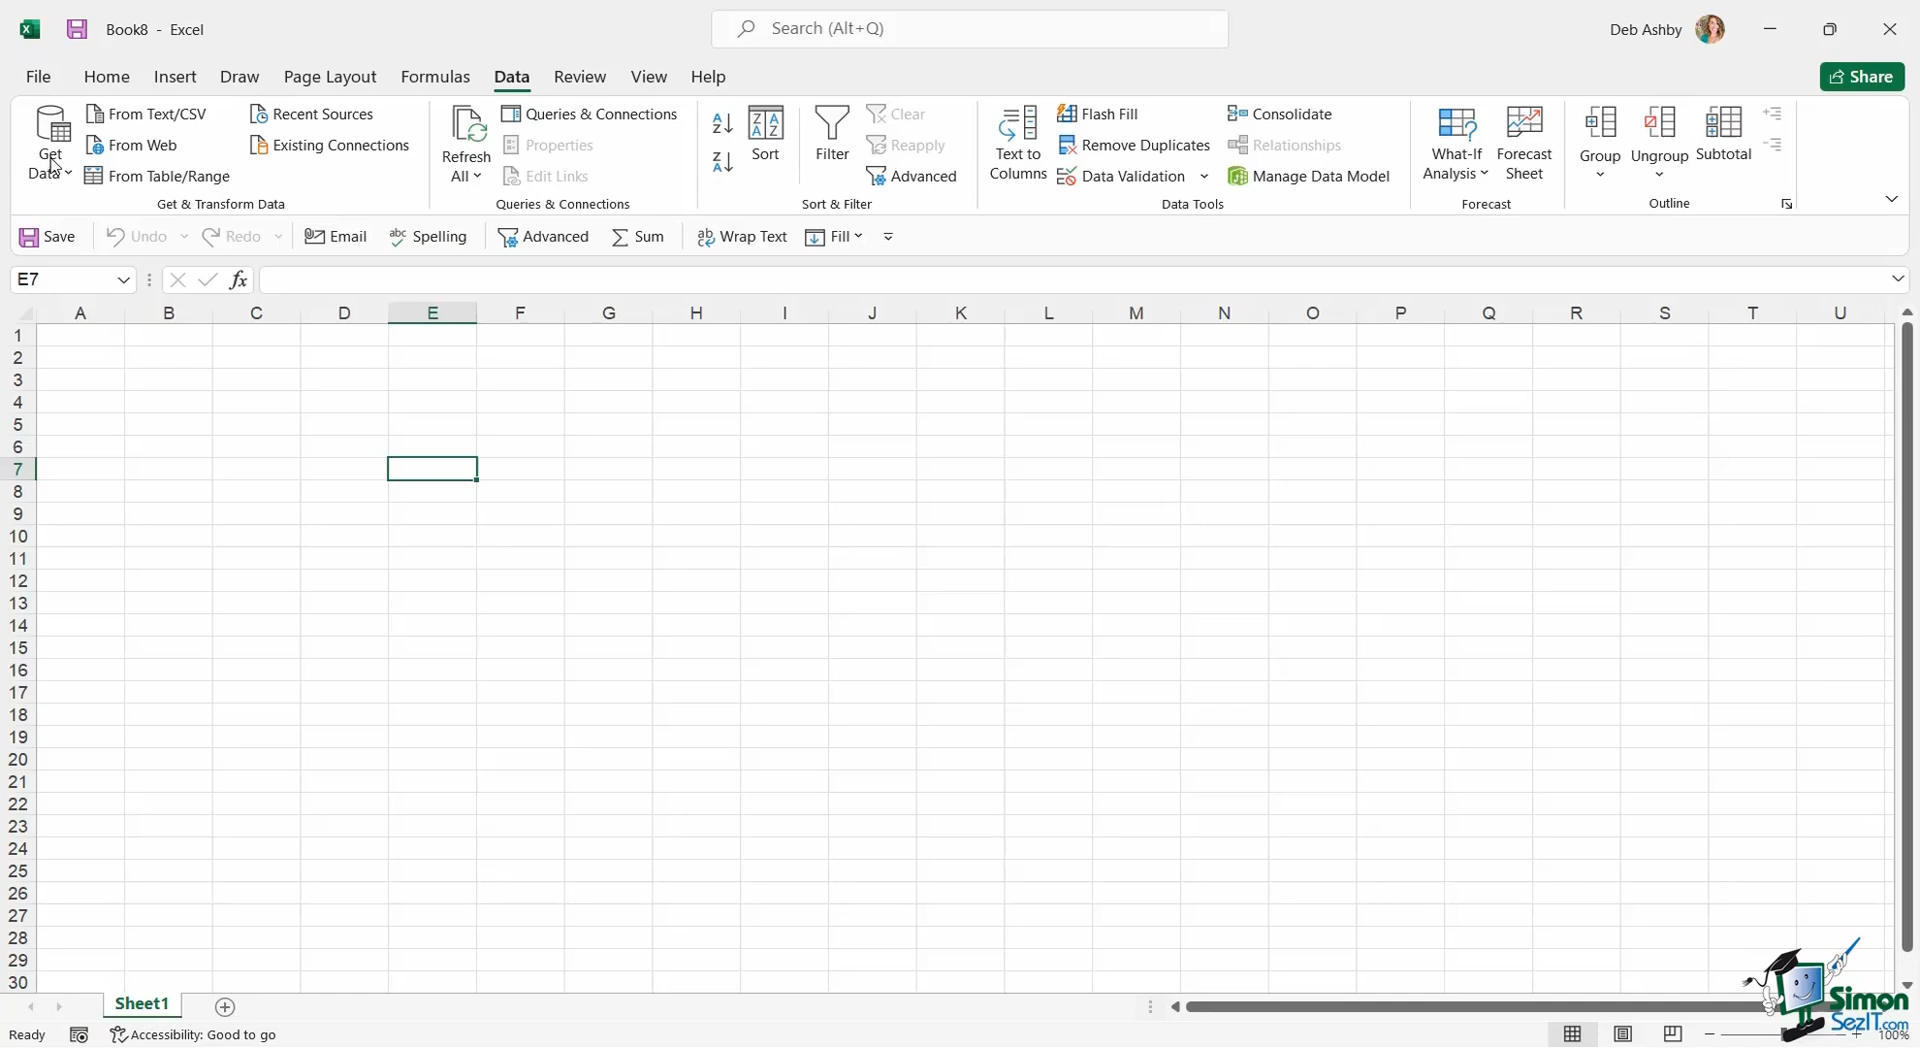 Book8 - Excel
Search (Alt+Q)
Deb Ashby
File Home Insert Draw Page Layout Formulas Data Review View Help
Share
Get Data
From Text/CSV
From Web
From Table/Range
Recent Sources
Existing Connections
Get & Transform Data
Refresh All
Queries & Connections
Properties
Edit Links
Queries & Connections
Sort
Filter
Clear
Reapply
Advanced
Sort & Filter
Text to Columns
Flash Fill
Remove Duplicates
Data Validation
Consolidate
Relationships
Manage Data Model
Data Tools
What-If Analysis
Forecast Sheet
Forecast
Group
Ungroup
Subtotal
Outline
Save Undo Redo Email Spelling Advanced Sum Wrap Text Fill
E7
fx
A B C D E F G H I J K L M N O P Q R S T U
1
2
3
4
5
6
7
8
9
10
11
12
13
14
15
16
17
18
19
20
21
22
23
24
25
26
27
28
29
30
Sheet1
Ready
Accessibility: Good to go
100%
Simon
SezIT.com